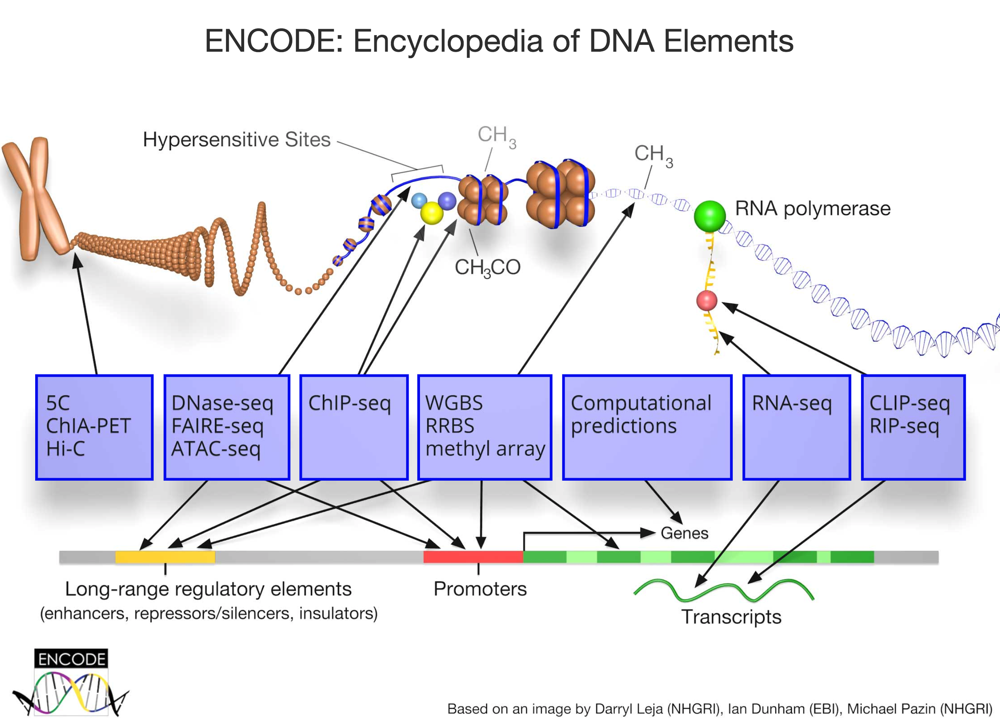 ENCODE: Encyclopedia of DNA Elements
Hypersensitive Sites
CH3
CH3
RNA polymerase
CH3CO
5C
ChIA-PET
Hi-C
DNase-seq
FAIRE-seq
ATAC-seq
ChIP-seq
WGBS
RRBS
methyl array
Computational
predictions
RNA-seq
CLIP-seq
RIP-seq
Genes
Long-range regulatory elements
(enhancers, repressors/silencers, insulators)
Promoters
Transcripts
ENCODE
Based on an image by Darryl Leja (NHGRI), Ian Dunham (EBI), Michael Pazin (NHGRI)